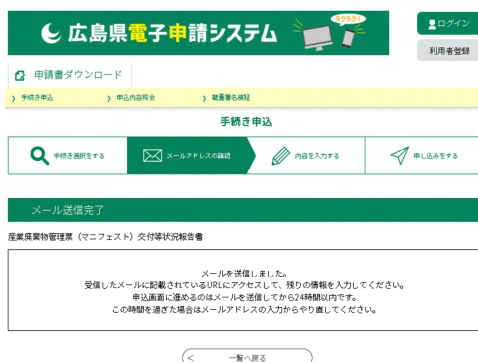 ラクラク!
広島県電子申請システム
ログイン
利用者登録
申請書ダウンロード
手続き申込
申込内容照会
職責署名検証
手続き申込
手続き選択をする
メールアドレスの確認
内容を入力する
申し込みをする
メール送信完了
産業廃棄物管理票（マニフェスト）交付等状況報告書
メールを送信しました。
受信したメールに記載されているURLにアクセスして、残りの情報を入力してください。
申込画面に進めるのはメールを送信してから24時間以内です。
この時間を過ぎた場合はメールアドレスの入力からやり直してください。
< 一覧へ戻る